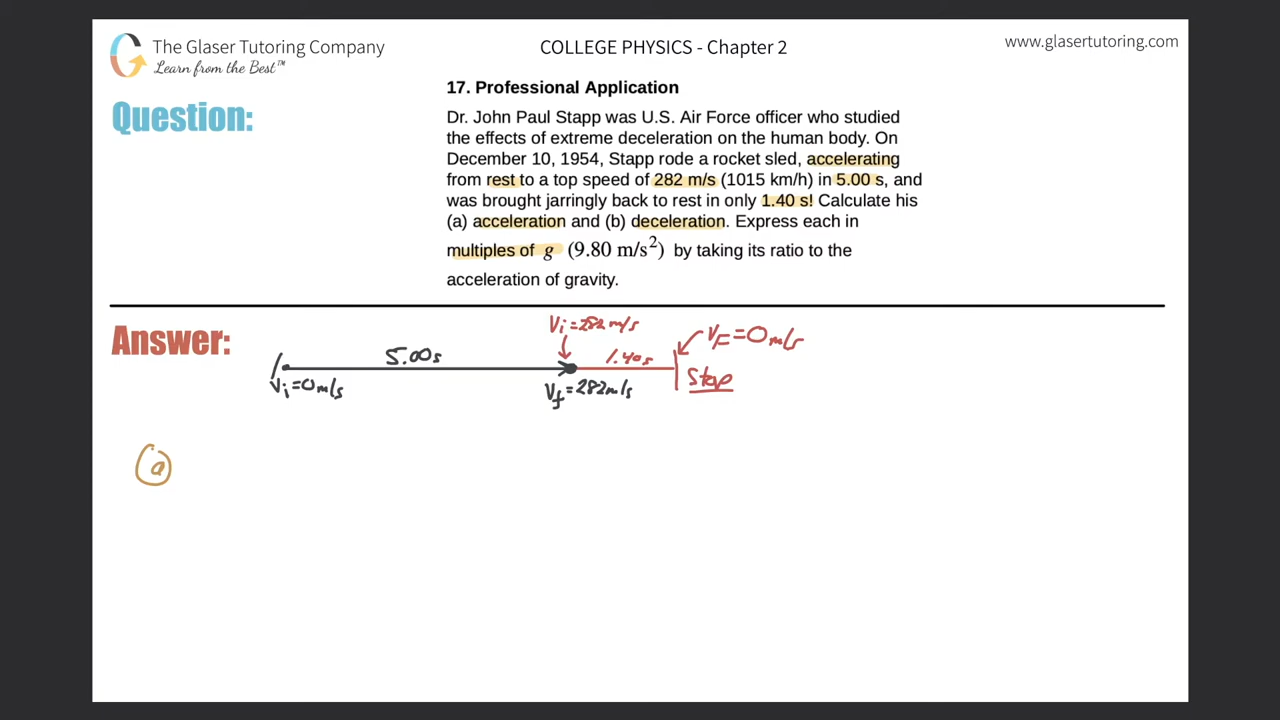 The Glaser Tutoring Company
Learn from the Best™
COLLEGE PHYSICS - Chapter 2
www.glasertutoring.com
Question:
17. Professional Application
Dr. John Paul Stapp was U.S. Air Force officer who studied
the effects of extreme deceleration on the human body. On
December 10, 1954, Stapp rode a rocket sled, accelerating
from rest to a top speed of 282 m/s (1015 km/h) in 5.00 s, and
was brought jarringly back to rest in only 1.40 s! Calculate his
(a) acceleration and (b) deceleration. Express each in
multiples of g (9.80 m/s²) by taking its ratio to the
acceleration of gravity.
Answer:
Vi = 282 m/s
VF = 0 m/s
5.00s
1.40s
Stop
Vi = 0 m/s
Vf = 282 m/s
a